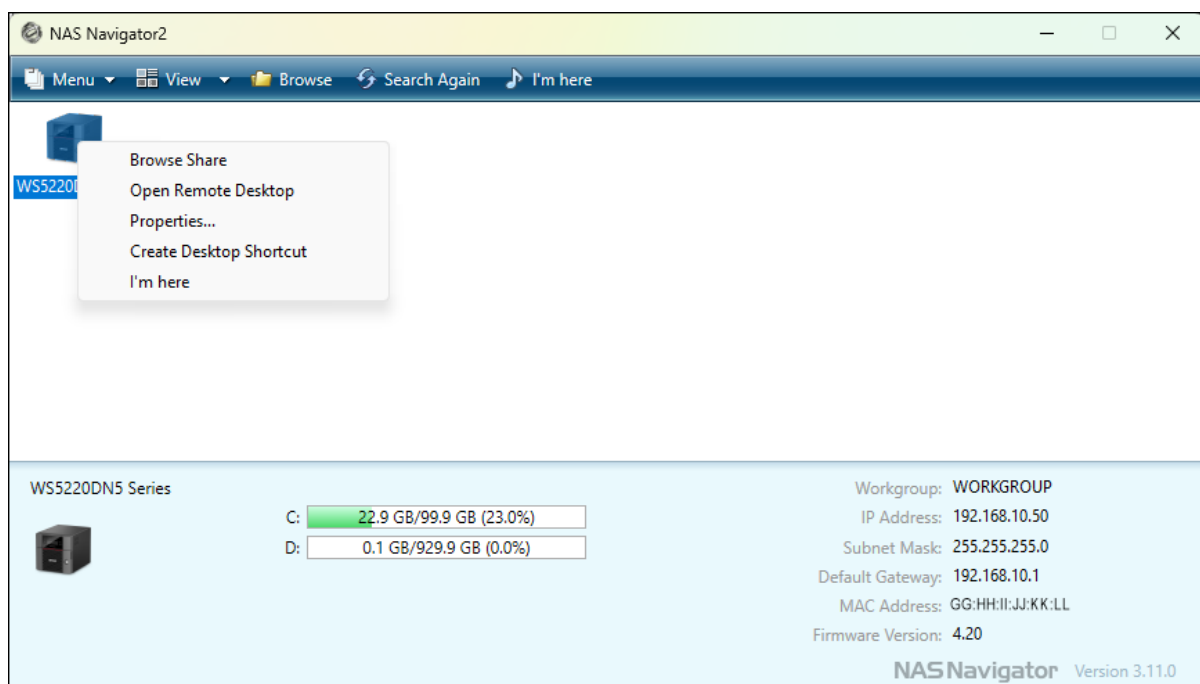 NAS Navigator2
Menu View Browse Search Again I'm here
WS5220
Browse Share
Open Remote Desktop
Properties...
Create Desktop Shortcut
I'm here
WS5220DN5 Series
C: 22.9 GB/99.9 GB (23.0%)
D: 0.1 GB/929.9 GB (0.0%)
Workgroup: WORKGROUP
IP Address: 192.168.10.50
Subnet Mask: 255.255.255.0
Default Gateway: 192.168.10.1
MAC Address: GG:HH:II:JJ:KK:LL
Firmware Version: 4.20
NAS Navigator Version 3.11.0